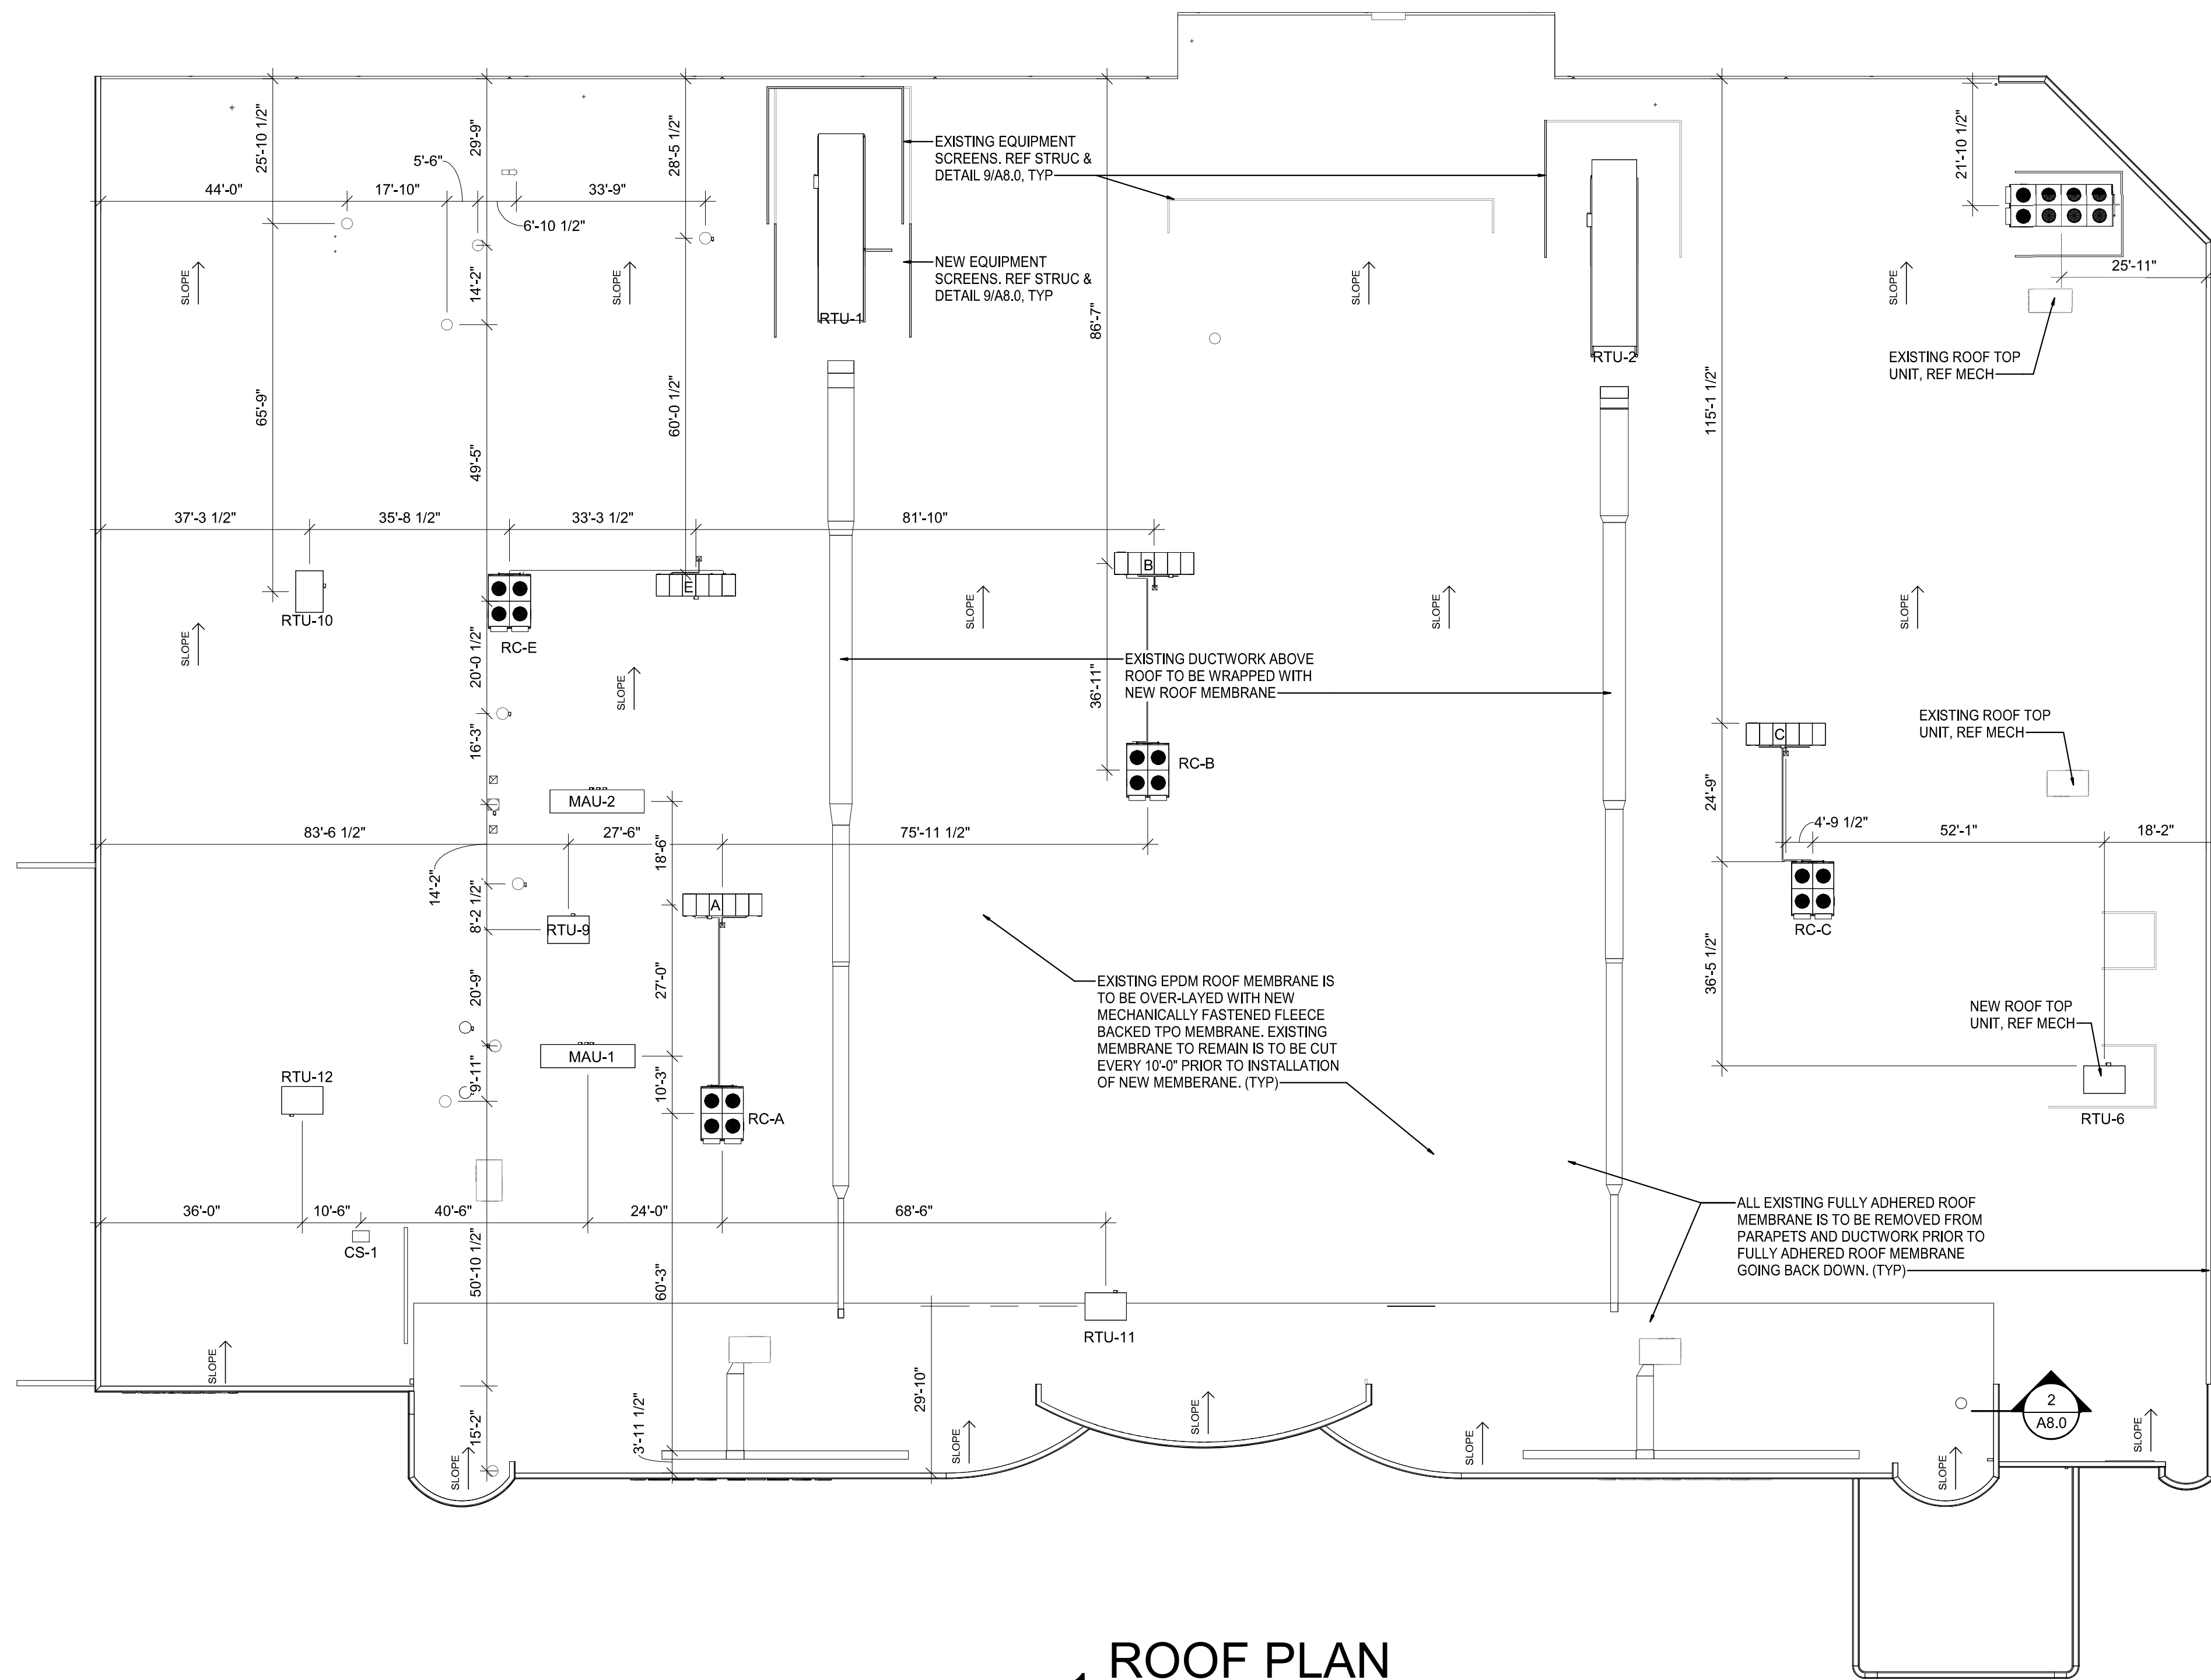 25'-10 1/2"
29'-9"
28'-5 1/2"
5'-6"
44'-0"
17'-10"
33'-9"
6'-10 1/2"
EXISTING EQUIPMENT
SCREENS. REF STRUC &
DETAIL 9/A8.0, TYP
21'-10 1/2"
NEW EQUIPMENT
SCREENS. REF STRUC &
DETAIL 9/A8.0, TYP
SLOPE
14'-2"
SLOPE
RTU-1
86'-7"
SLOPE
RTU-2
SLOPE
25'-11"
EXISTING ROOF TOP
UNIT, REF MECH
65'-9"
49'-5"
60'-0 1/2"
115'-1 1/2"
37'-3 1/2"
35'-8 1/2"
33'-3 1/2"
81'-10"
RTU-10
RC-E
E
B
SLOPE
SLOPE
SLOPE
SLOPE
20'-0 1/2"
SLOPE
EXISTING DUCTWORK ABOVE
ROOF TO BE WRAPPED WITH
NEW ROOF MEMBRANE
36'-11"
16'-3"
RC-B
C
EXISTING ROOF TOP
UNIT, REF MECH
MAU-2
24'-9"
83'-6 1/2"
27'-6"
18'-6"
75'-11 1/2"
4'-9 1/2"
52'-1"
18'-2"
14'-2"
8'-2 1/2"
A
RTU-9
RC-C
20'-9"
27'-0"
36'-5 1/2"
EXISTING EPDM ROOF MEMBRANE IS
TO BE OVER-LAYED WITH NEW
MECHANICALLY FASTENED FLEECE
BACKED TPO MEMBRANE. EXISTING
MEMBRANE TO REMAIN IS TO BE CUT
EVERY 10'-0" PRIOR TO INSTALLATION
OF NEW MEMBERANE. (TYP)
NEW ROOF TOP
UNIT, REF MECH
MAU-1
RTU-12
9'-11"
10'-3"
RC-A
RTU-6
ALL EXISTING FULLY ADHERED ROOF
MEMBRANE IS TO BE REMOVED FROM
PARAPETS AND DUCTWORK PRIOR TO
FULLY ADHERED ROOF MEMBRANE
GOING BACK DOWN. (TYP)
36'-0"
10'-6"
40'-6"
24'-0"
68'-6"
CS-1
50'-10 1/2"
60'-3"
RTU-11
SLOPE
29'-10"
SLOPE
2
A8.0
15'-2"
3'-11 1/2"
SLOPE
SLOPE
SLOPE
SLOPE
SLOPE
ROOF PLAN